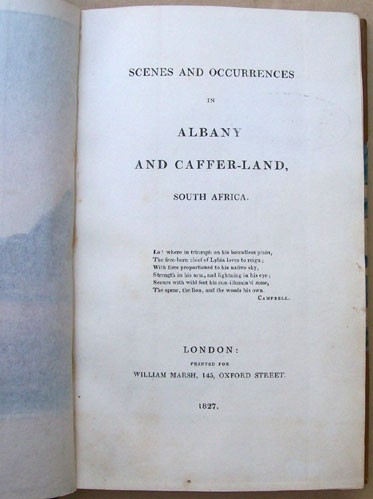 SCENES AND OCCURRENCES
IN
ALBANY
AND CAFFER-LAND,
SOUTH AFRICA.
Lo! where in triumph on his boundless plain,
The free-born chief of Lybia loves to reign;
With fires proportioned to his native sky,
Strength in his arm, and lightning in his eye;
Scours with wild feet his sun-illumin'd zone,
The spear, the lion, and the woods his own.
CAMPBELL.
LONDON:
PRINTED FOR
WILLIAM MARSH, 145, OXFORD STREET.
1827.